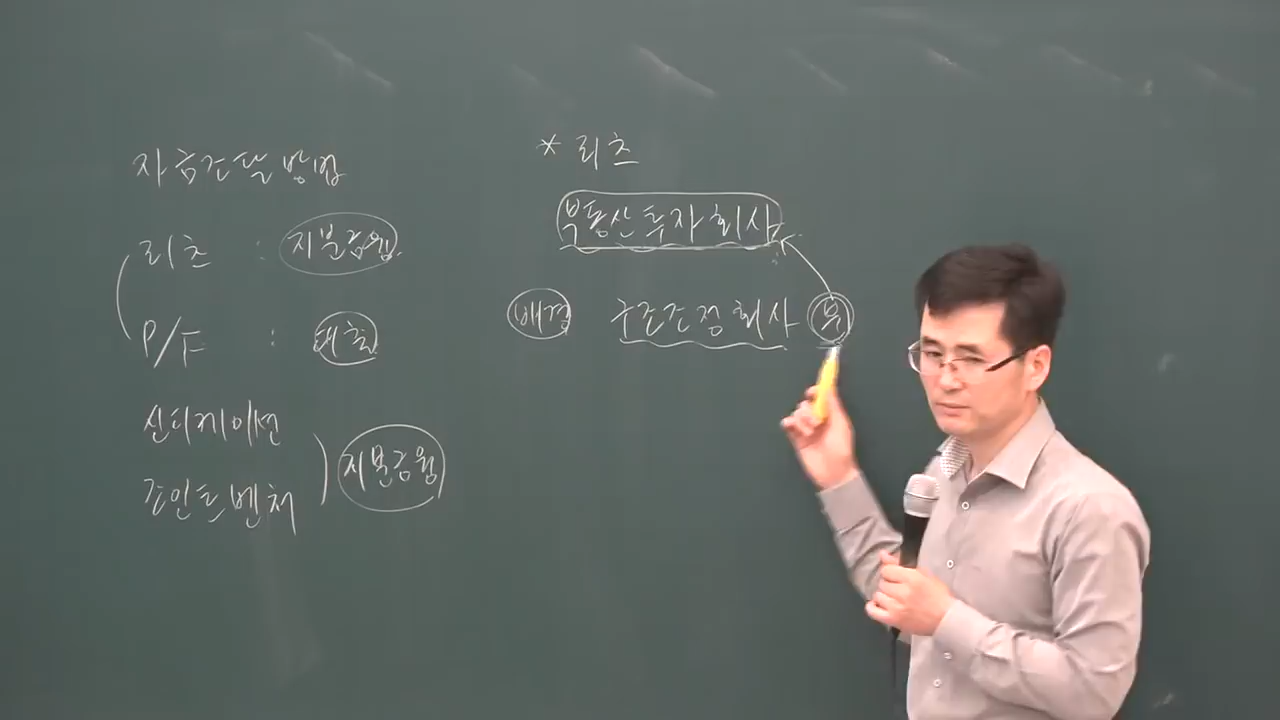 자금조달 방법
리츠 : 지분금융
P/F : 대출
신디케이션
조인트벤처 ) 지분금융
* 리츠
부동산투자회사
배경 구조조정회사